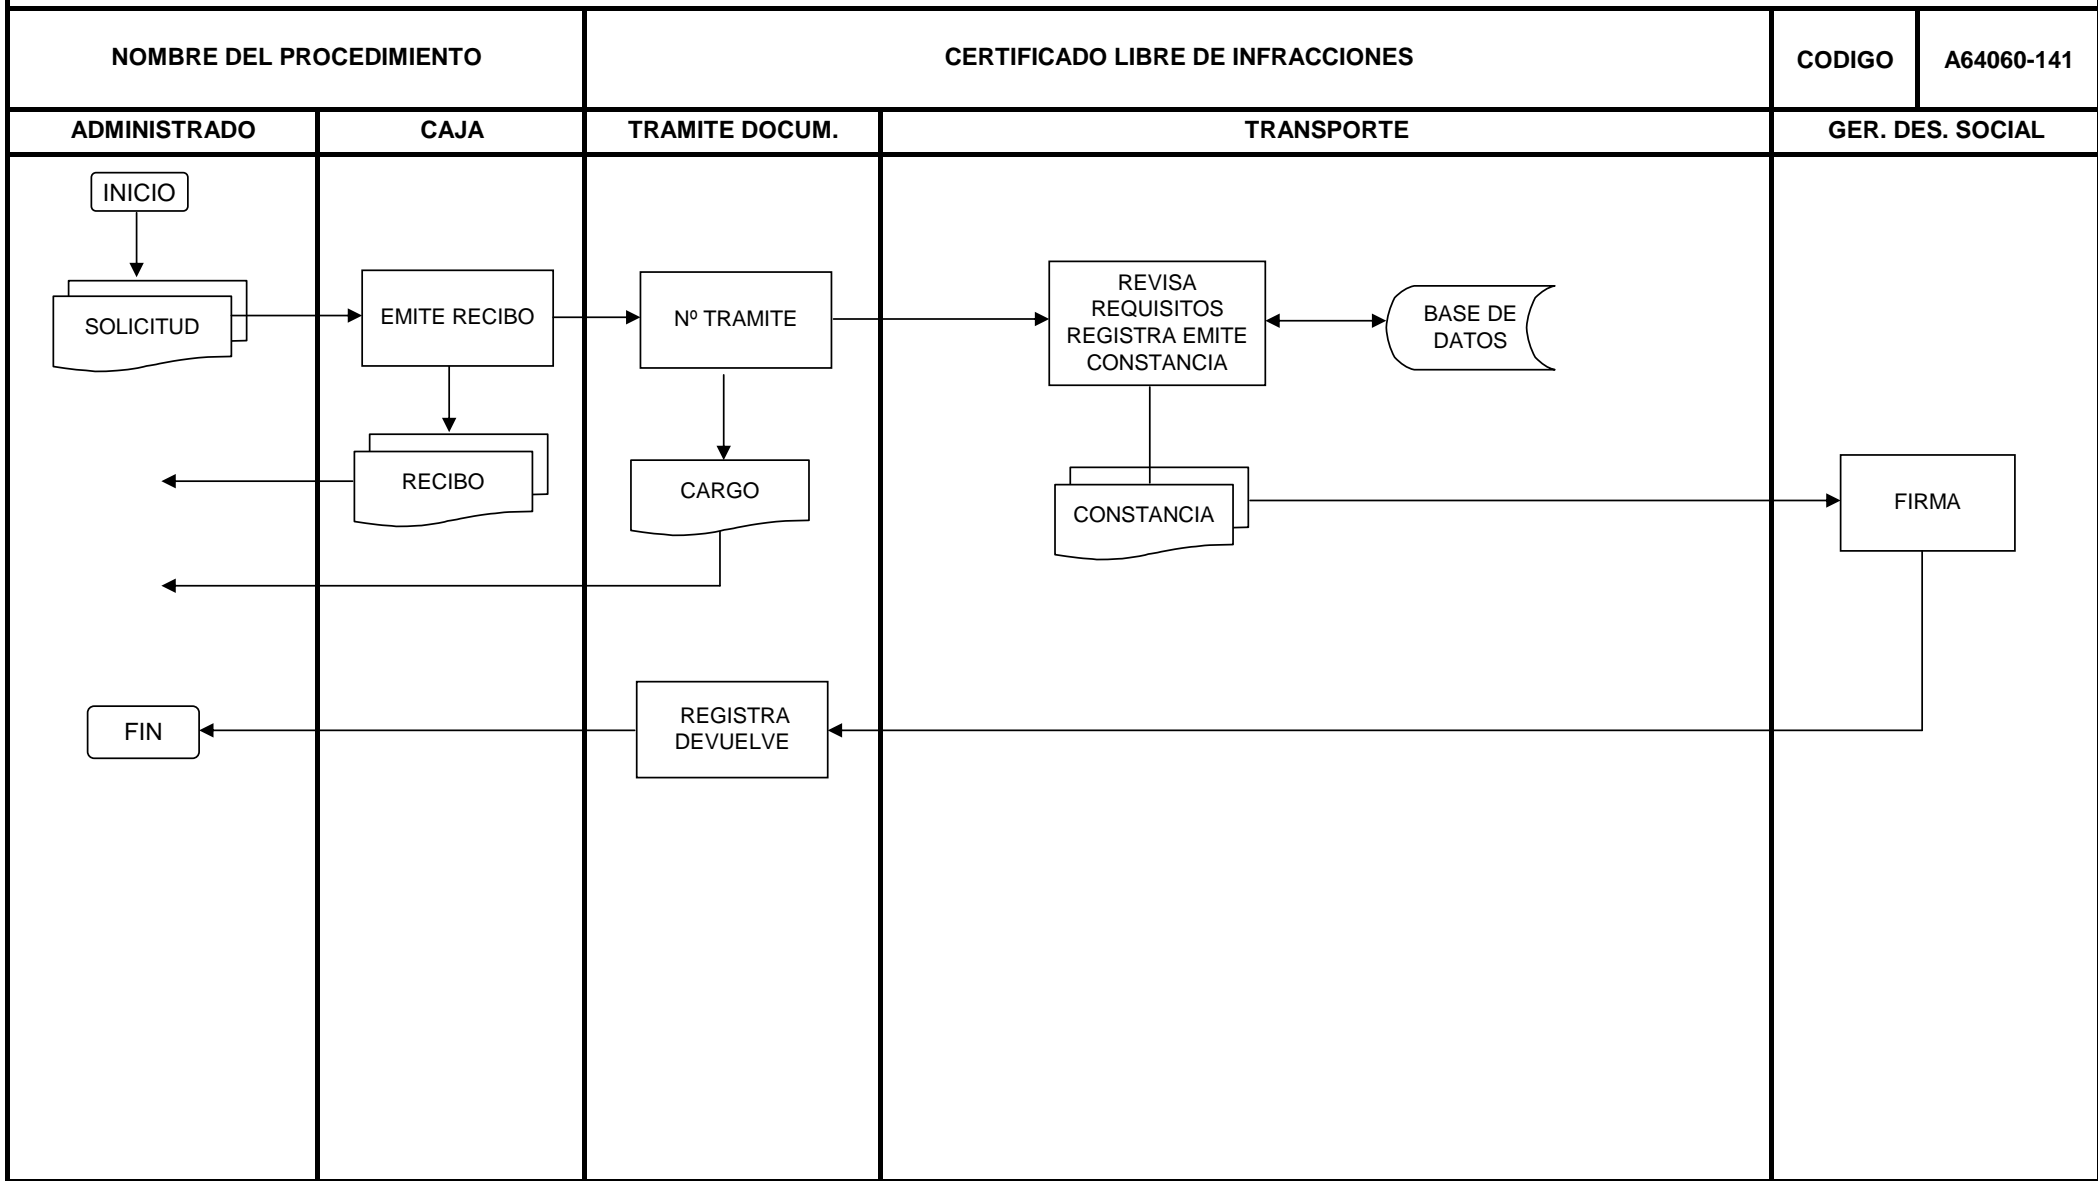 NOMBRE DEL PROCEDIMIENTO
CERTIFICADO LIBRE DE INFRACCIONES
CODIGO
A64060-141
ADMINISTRADO
CAJA
TRAMITE DOCUM.
TRANSPORTE
GER. DES. SOCIAL
INICIO
SOLICITUD
EMITE RECIBO
Nº TRAMITE
REVISA
REQUISITOS
REGISTRA EMITE
CONSTANCIA
BASE DE
DATOS
RECIBO
CARGO
CONSTANCIA
FIRMA
FIN
REGISTRA
DEVUELVE